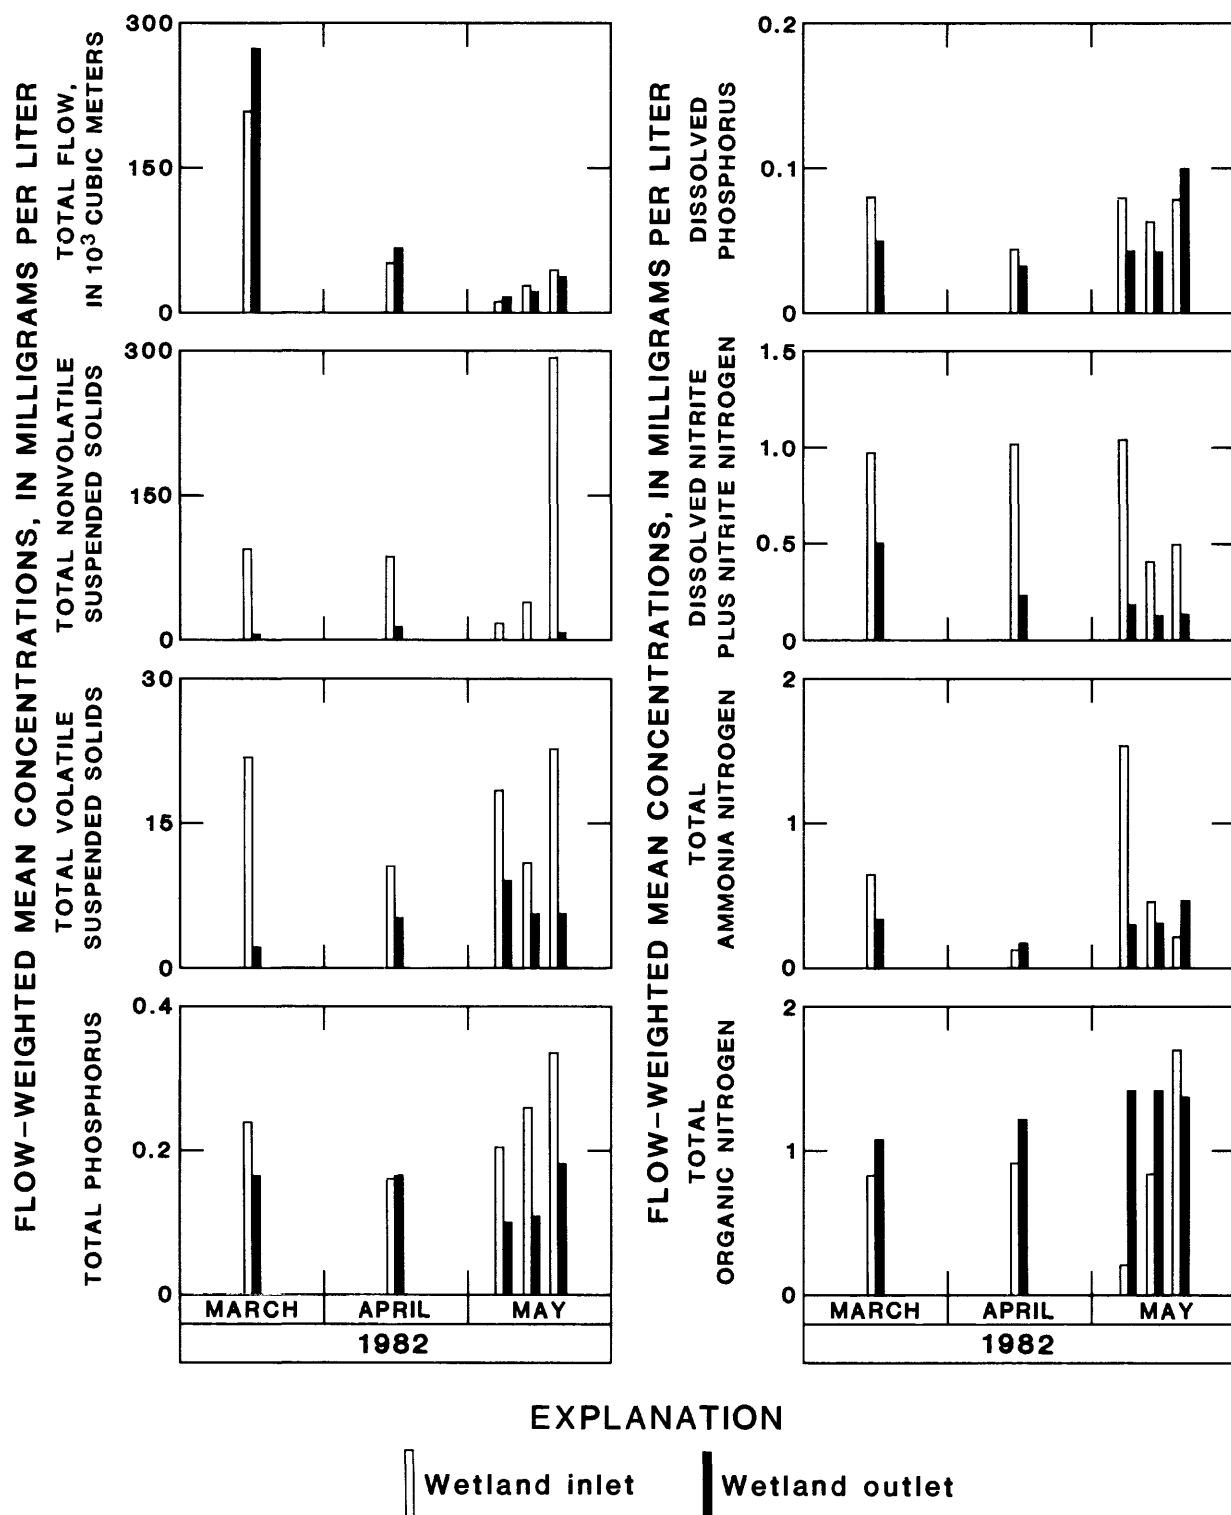 FLOW–WEIGHTED MEAN CONCENTRATIONS, IN MILLIGRAMS PER LITER
TOTAL FLOW,
IN 10³ CUBIC METERS
300
150
0
TOTAL NONVOLATILE
SUSPENDED SOLIDS
300
150
0
TOTAL VOLATILE
SUSPENDED SOLIDS
30
15
0
TOTAL PHOSPHORUS
0.4
0.2
0
MARCH APRIL MAY
1982
FLOW–WEIGHTED MEAN CONCENTRATIONS, IN MILLIGRAMS PER LITER
DISSOLVED
PHOSPHORUS
0.2
0.1
0
DISSOLVED NITRITE
PLUS NITRITE NITROGEN
1.5
1.0
0.5
0
TOTAL
AMMONIA NITROGEN
2
1
0
TOTAL
ORGANIC NITROGEN
2
1
0
MARCH APRIL MAY
1982
EXPLANATION
Wetland inlet Wetland outlet